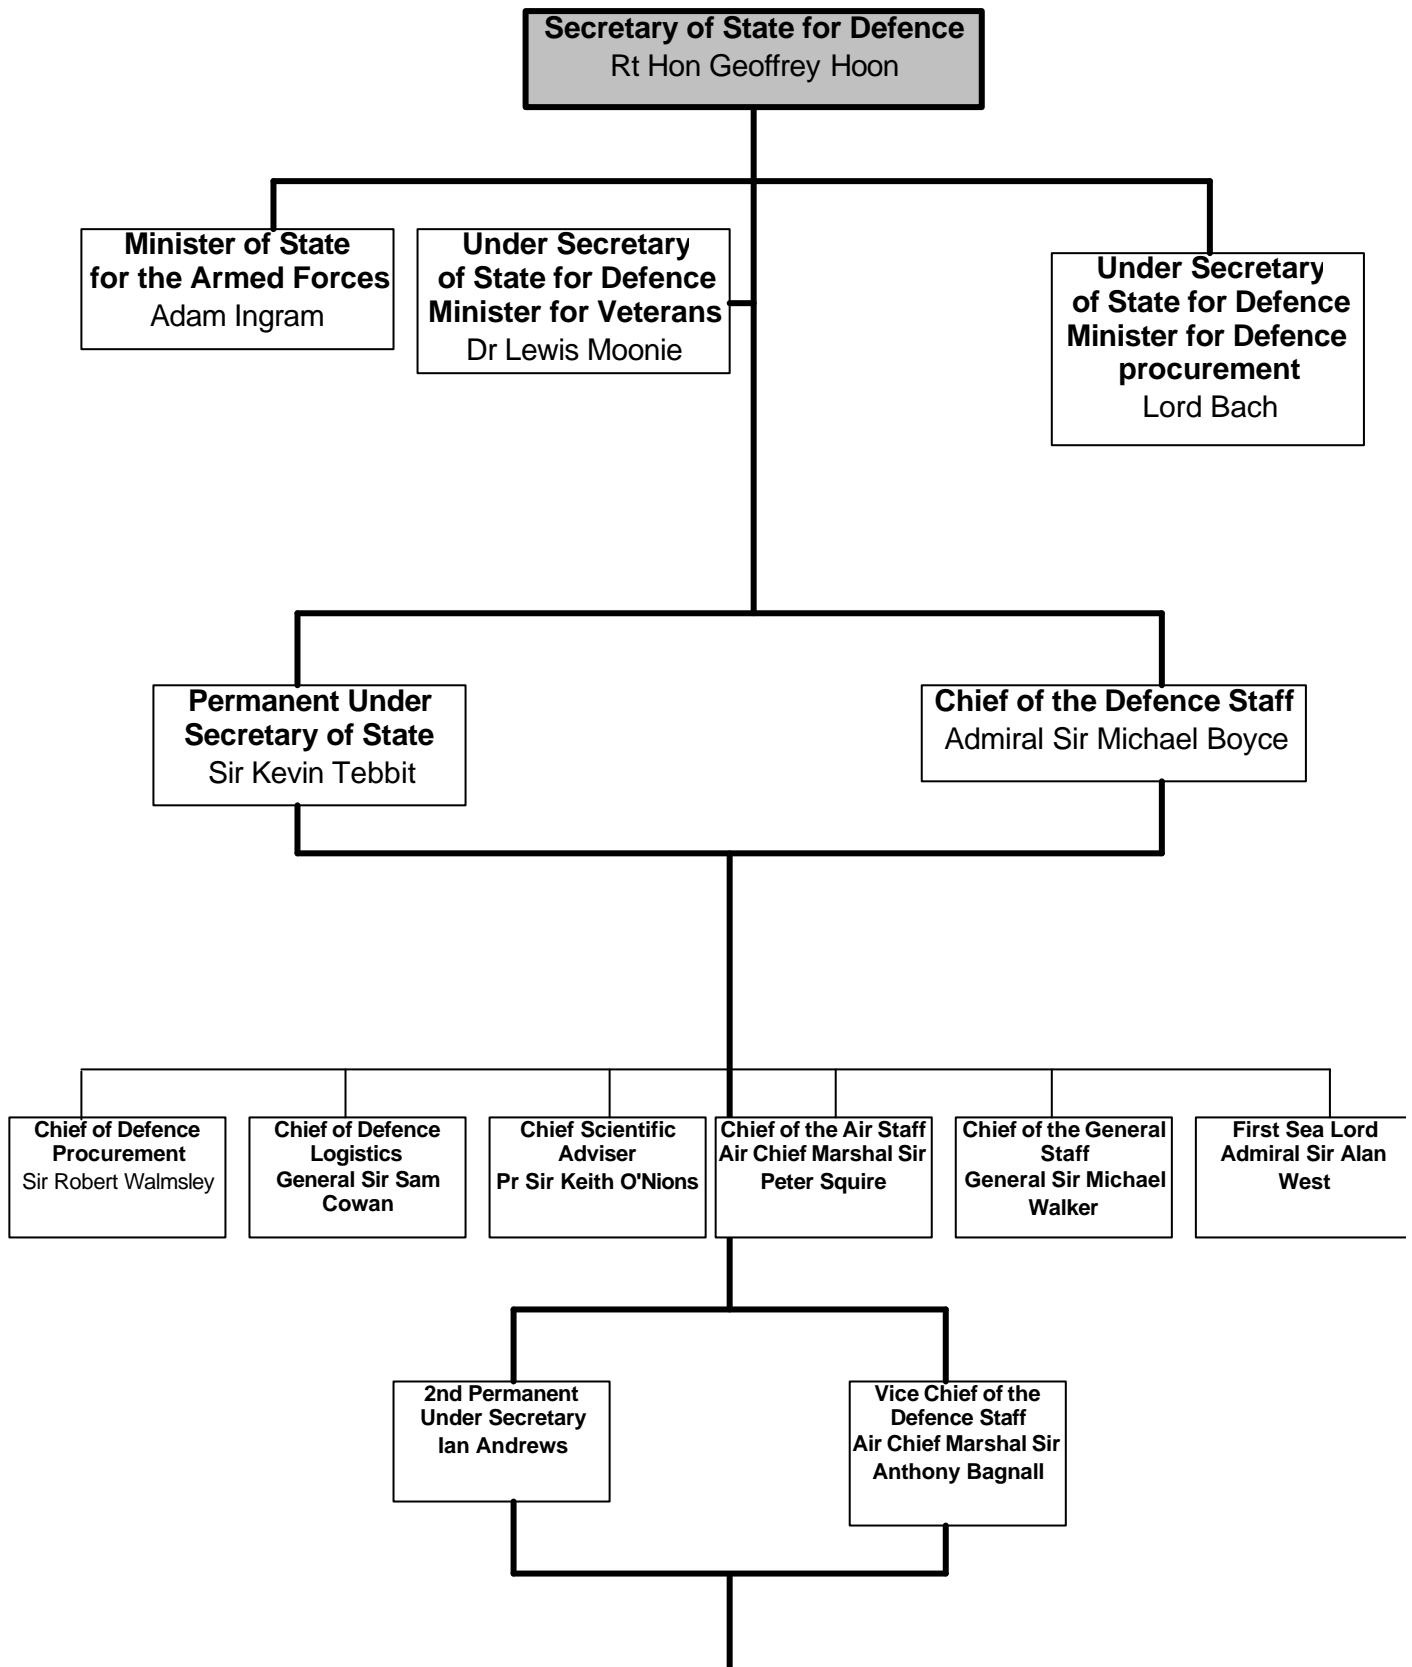 Secretary of State for Defence
Rt Hon Geoffrey Hoon
Minister of State
for the Armed Forces
Adam Ingram
Under Secretary
of State for Defence
Minister for Veterans
Dr Lewis Moonie
Under Secretary
of State for Defence
Minister for Defence
procurement
Lord Bach
Permanent Under
Secretary of State
Sir Kevin Tebbit
Chief of the Defence Staff
Admiral Sir Michael Boyce
Chief of Defence
Procurement
Sir Robert Walmsley
Chief of Defence
Logistics
General Sir Sam
Cowan
Chief Scientific
Adviser
Pr Sir Keith O'Nions
Chief of the Air Staff
Air Chief Marshal Sir
Peter Squire
Chief of the General
Staff
General Sir Michael
Walker
First Sea Lord
Admiral Sir Alan
West
2nd Permanent
Under Secretary
Ian Andrews
Vice Chief of the
Defence Staff
Air Chief Marshal Sir
Anthony Bagnall